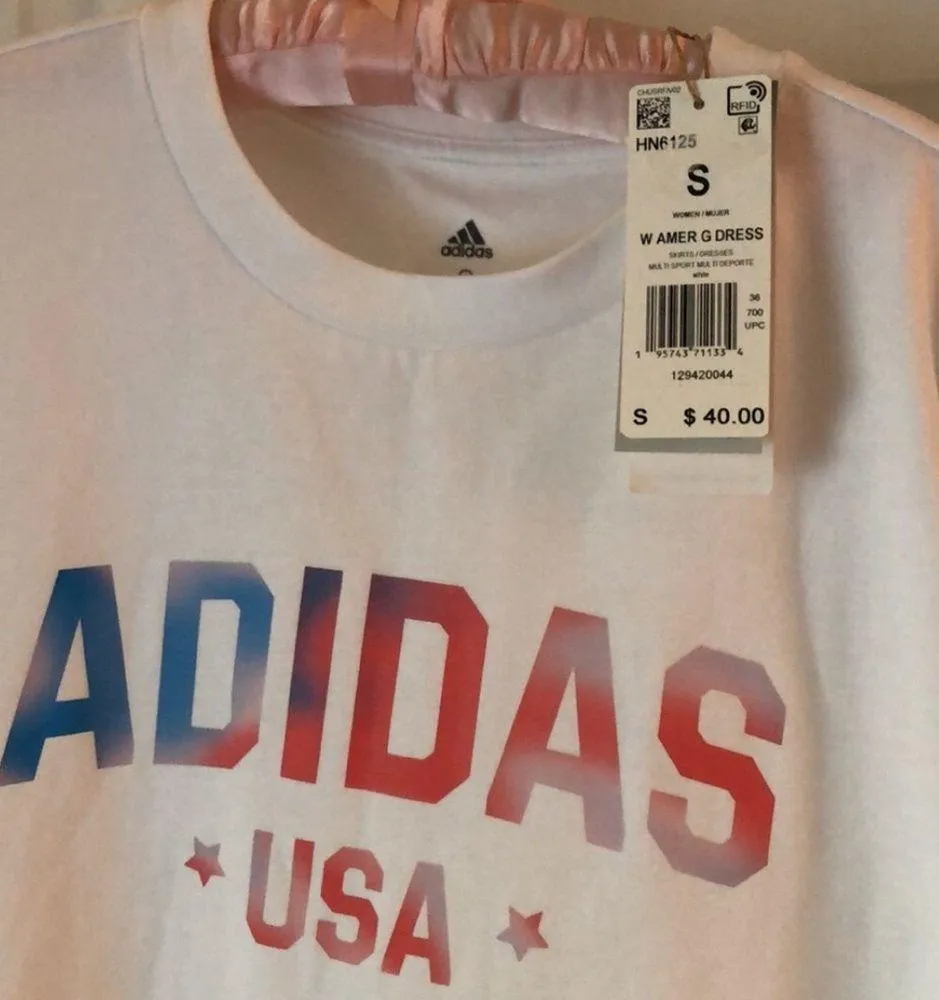 CHUSRFIV02
RFID
HN6125
S
WOMEN / MUJER
W AMER G DRESS
SKIRTS / DRESSES
MULTI SPORT MULTI DEPORTE
white
36
700
UPC
1 95743 71133 4
129420044
S $ 40.00
adidas
ADIDAS
USA